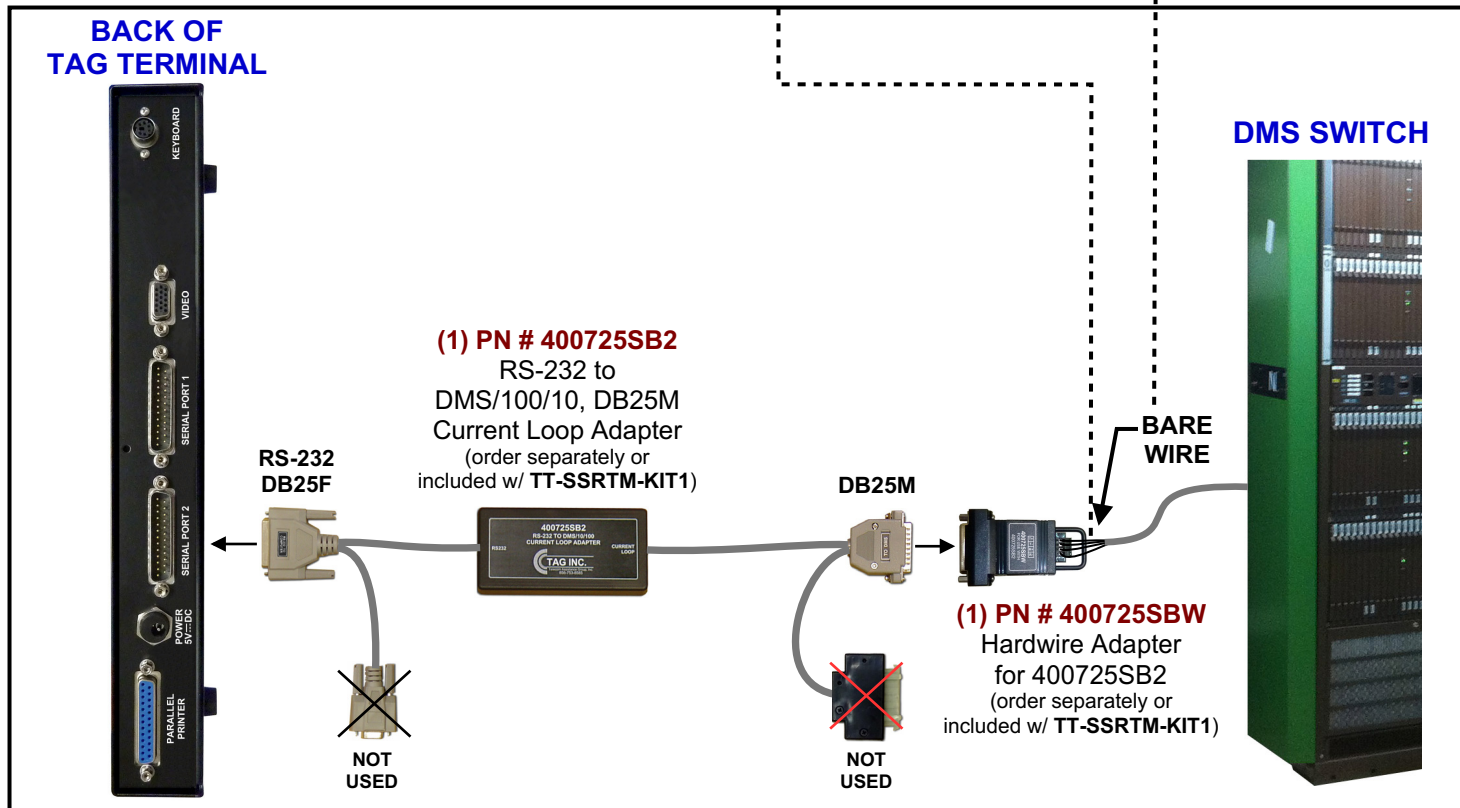 BACK OF
TAG TERMINAL
KEYBOARD
VIDEO
SERIAL PORT 1
SERIAL PORT 2
POWER
5V⎓DC
PARALLEL
PRINTER
RS-232
DB25F
NOT
USED
(1) PN # 400725SB2
RS-232 to
DMS/100/10, DB25M
Current Loop Adapter
(order separately or
included w/ TT-SSRTM-KIT1)
400725SB2
RS-232 TO DMS/10/100
CURRENT LOOP ADAPTER
RS232
CURRENT
LOOP
TAG INC.
DB25M
NOT
USED
BARE
WIRE
(1) PN # 400725SBW
Hardwire Adapter
for 400725SB2
(order separately or
included w/ TT-SSRTM-KIT1)
DMS SWITCH